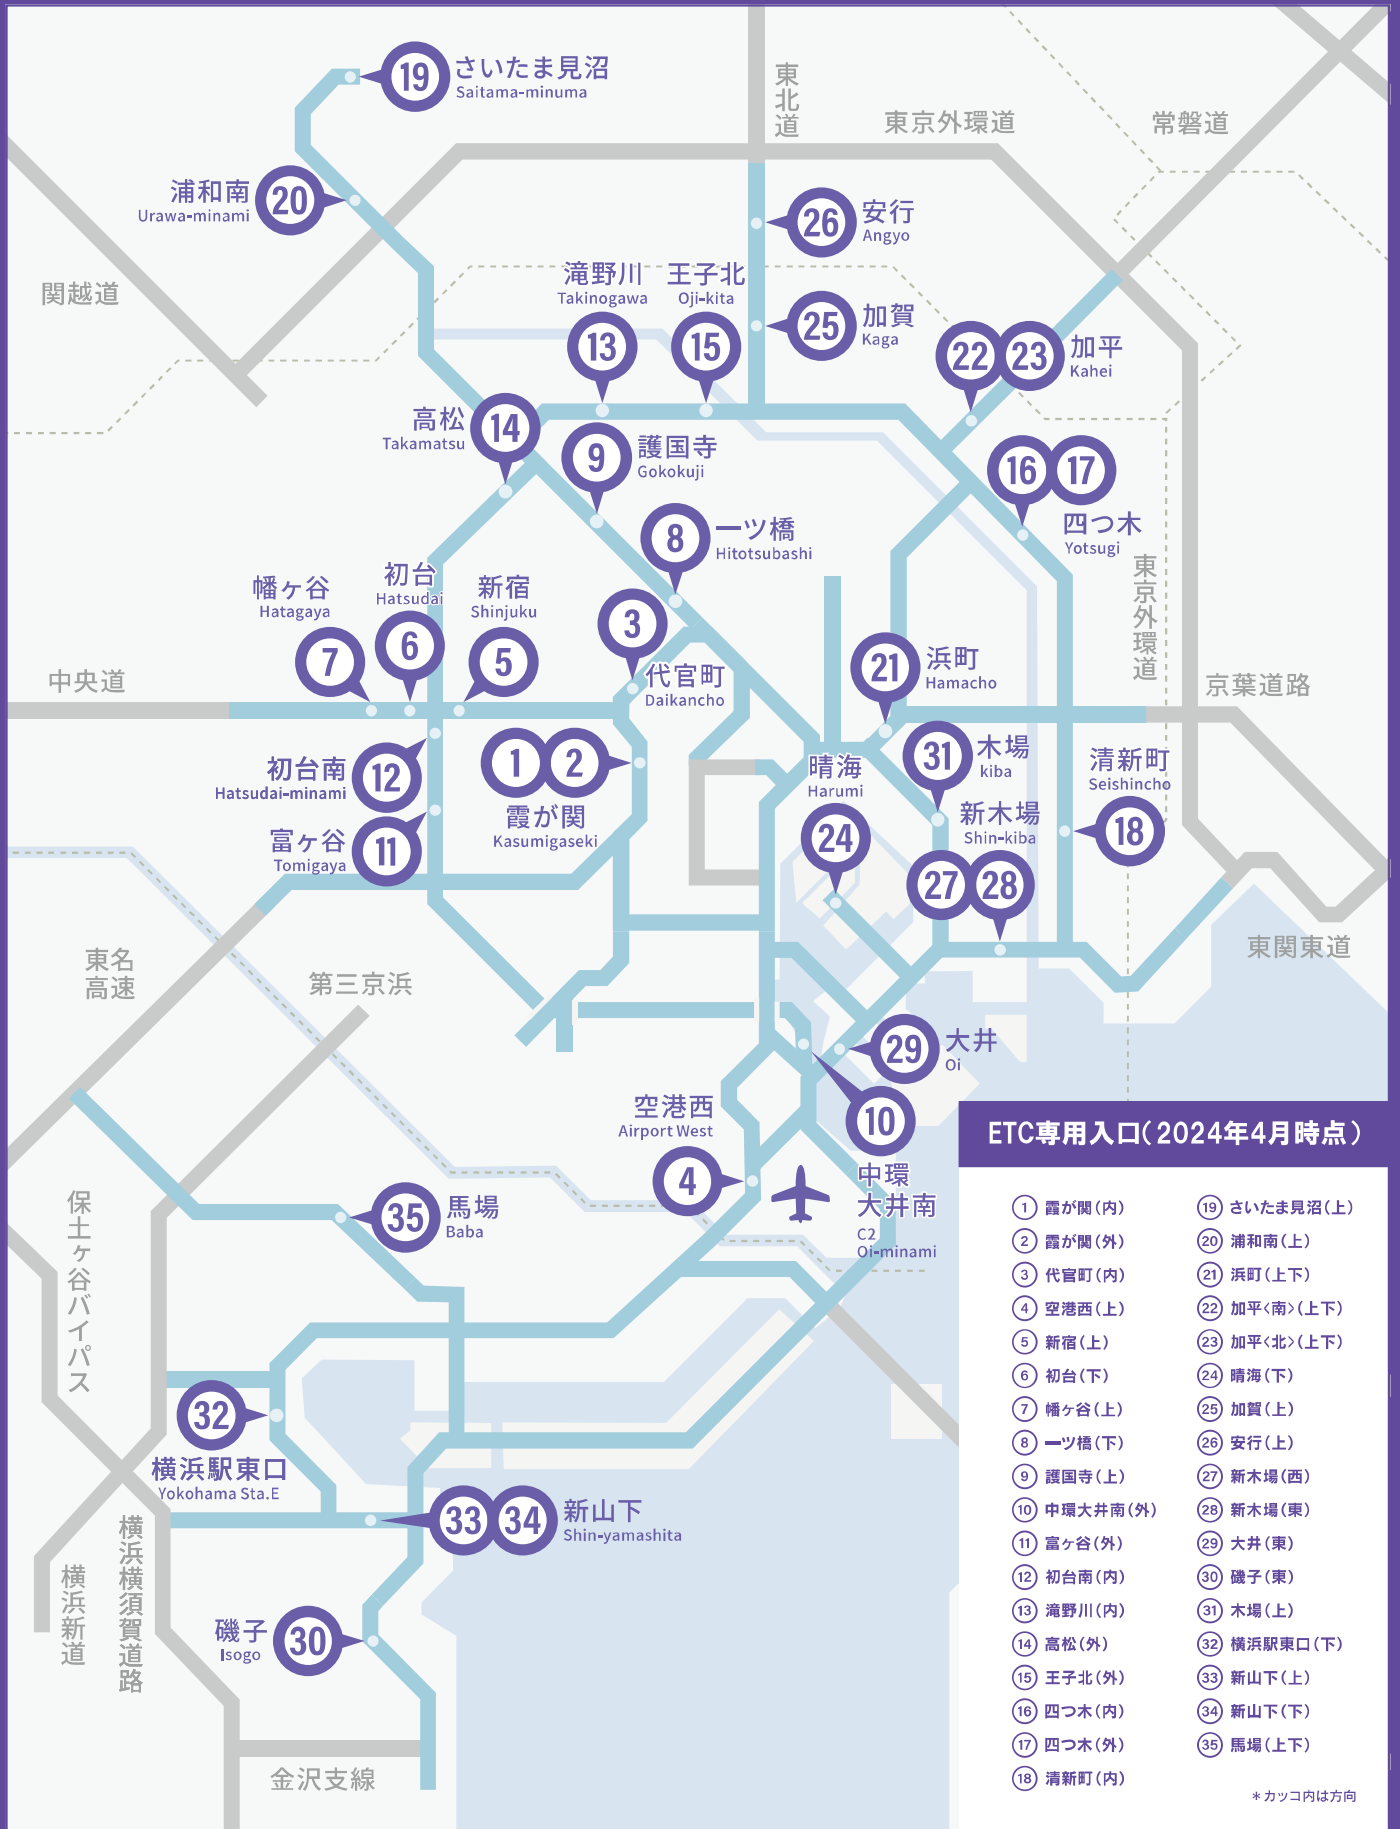 19
さいたま見沼
Saitama-minuma
東北道
東京外環道
常磐道
浦和南
Urawa-minami
20
26
安行
Angyo
関越道
滝野川
Takinogawa
王子北
Oji-kita
25
加賀
Kaga
13
15
22
23
加平
Kahei
高松
Takamatsu
14
9
護国寺
Gokokuji
16
17
四つ木
Yotsugi
8
一ツ橋
Hitotsubashi
東京外環道
幡ヶ谷
Hatagaya
初台
Hatsudai
新宿
Shinjuku
7
6
5
3
代官町
Daikancho
21
浜町
Hamacho
中央道
京葉道路
初台南
Hatsudai-minami
12
1
2
霞が関
Kasumigaseki
31
木場
kiba
晴海
Harumi
清新町
Seishincho
富ヶ谷
Tomigaya
11
24
新木場
Shin-kiba
18
27
28
東名
高速
第三京浜
東関東道
29
大井
Oi
空港西
Airport West
4
10
中環
大井南
C2
Oi-minami
保土ヶ谷バイパス
35
馬場
Baba
32
横浜駅東口
Yokohama Sta.E
33
34
新山下
Shin-yamashita
横浜新道
横浜横須賀道路
磯子
Isogo
30
金沢支線
ETC専用入口(2024年4月時点)
1 霞が関(内)
2 霞が関(外)
3 代官町(内)
4 空港西(上)
5 新宿(上)
6 初台(下)
7 幡ヶ谷(上)
8 一ツ橋(下)
9 護国寺(上)
10 中環大井南(外)
11 富ヶ谷(外)
12 初台南(内)
13 滝野川(内)
14 高松(外)
15 王子北(外)
16 四つ木(内)
17 四つ木(外)
18 清新町(内)
19 さいたま見沼(上)
20 浦和南(上)
21 浜町(上下)
22 加平<南>(上下)
23 加平<北>(上下)
24 晴海(下)
25 加賀(上)
26 安行(上)
27 新木場(西)
28 新木場(東)
29 大井(東)
30 磯子(東)
31 木場(上)
32 横浜駅東口(下)
33 新山下(上)
34 新山下(下)
35 馬場(上下)
*カッコ内は方向